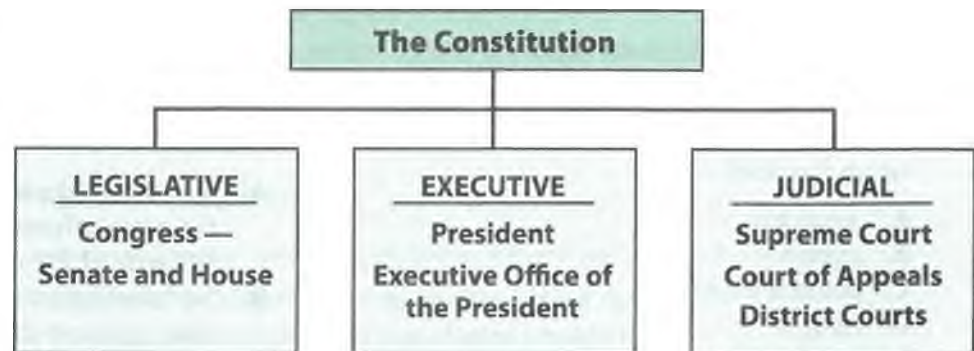 The Constitution
LEGISLATIVE
Congress —
Senate and House
EXECUTIVE
President
Executive Office of
the President
JUDICIAL
Supreme Court
Court of Appeals
District Courts